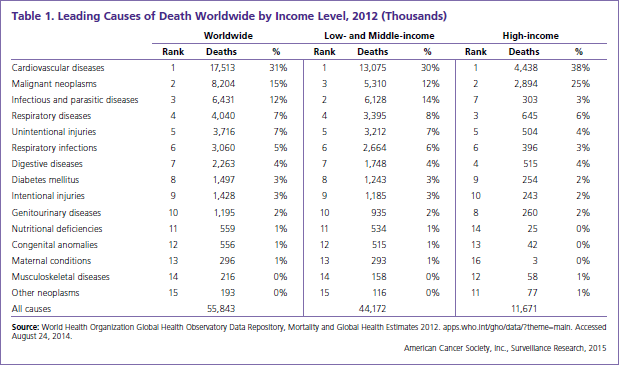 Table 1. Leading Causes of Death Worldwide by Income Level, 2012 (Thousands)
Worldwide Low- and Middle-income High-income
Rank Deaths % Rank Deaths % Rank Deaths %
Cardiovascular diseases 1 17,513 31% 1 13,075 30% 1 4,438 38%
Malignant neoplasms 2 8,204 15% 3 5,310 12% 2 2,894 25%
Infectious and parasitic diseases 3 6,431 12% 2 6,128 14% 7 303 3%
Respiratory diseases 4 4,040 7% 4 3,395 8% 3 645 6%
Unintentional injuries 5 3,716 7% 5 3,212 7% 5 504 4%
Respiratory infections 6 3,060 5% 6 2,664 6% 6 396 3%
Digestive diseases 7 2,263 4% 7 1,748 4% 4 515 4%
Diabetes mellitus 8 1,497 3% 8 1,243 3% 9 254 2%
Intentional injuries 9 1,428 3% 9 1,185 3% 10 243 2%
Genitourinary diseases 10 1,195 2% 10 935 2% 8 260 2%
Nutritional deficiencies 11 559 1% 11 534 1% 14 25 0%
Congenital anomalies 12 556 1% 12 515 1% 13 42 0%
Maternal conditions 13 296 1% 13 293 1% 16 3 0%
Musculoskeletal diseases 14 216 0% 14 158 0% 12 58 1%
Other neoplasms 15 193 0% 15 116 0% 11 77 1%
All causes 55,843 44,172 11,671
Source: World Health Organization Global Health Observatory Data Repository, Mortality and Global Health Estimates 2012. apps.who.int/gho/data/?theme=main. Accessed
August 24, 2014.
American Cancer Society, Inc., Surveillance Research, 2015